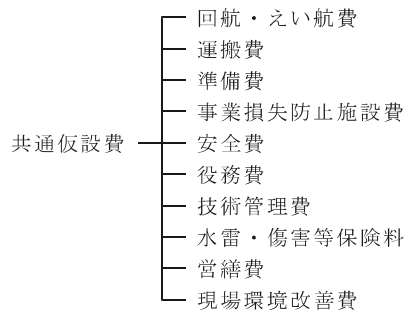 共通仮設費
回航・えい航費
運搬費
準備費
事業損失防止施設費
安全費
役務費
技術管理費
水雷・傷害等保険料
営繕費
現場環境改善費